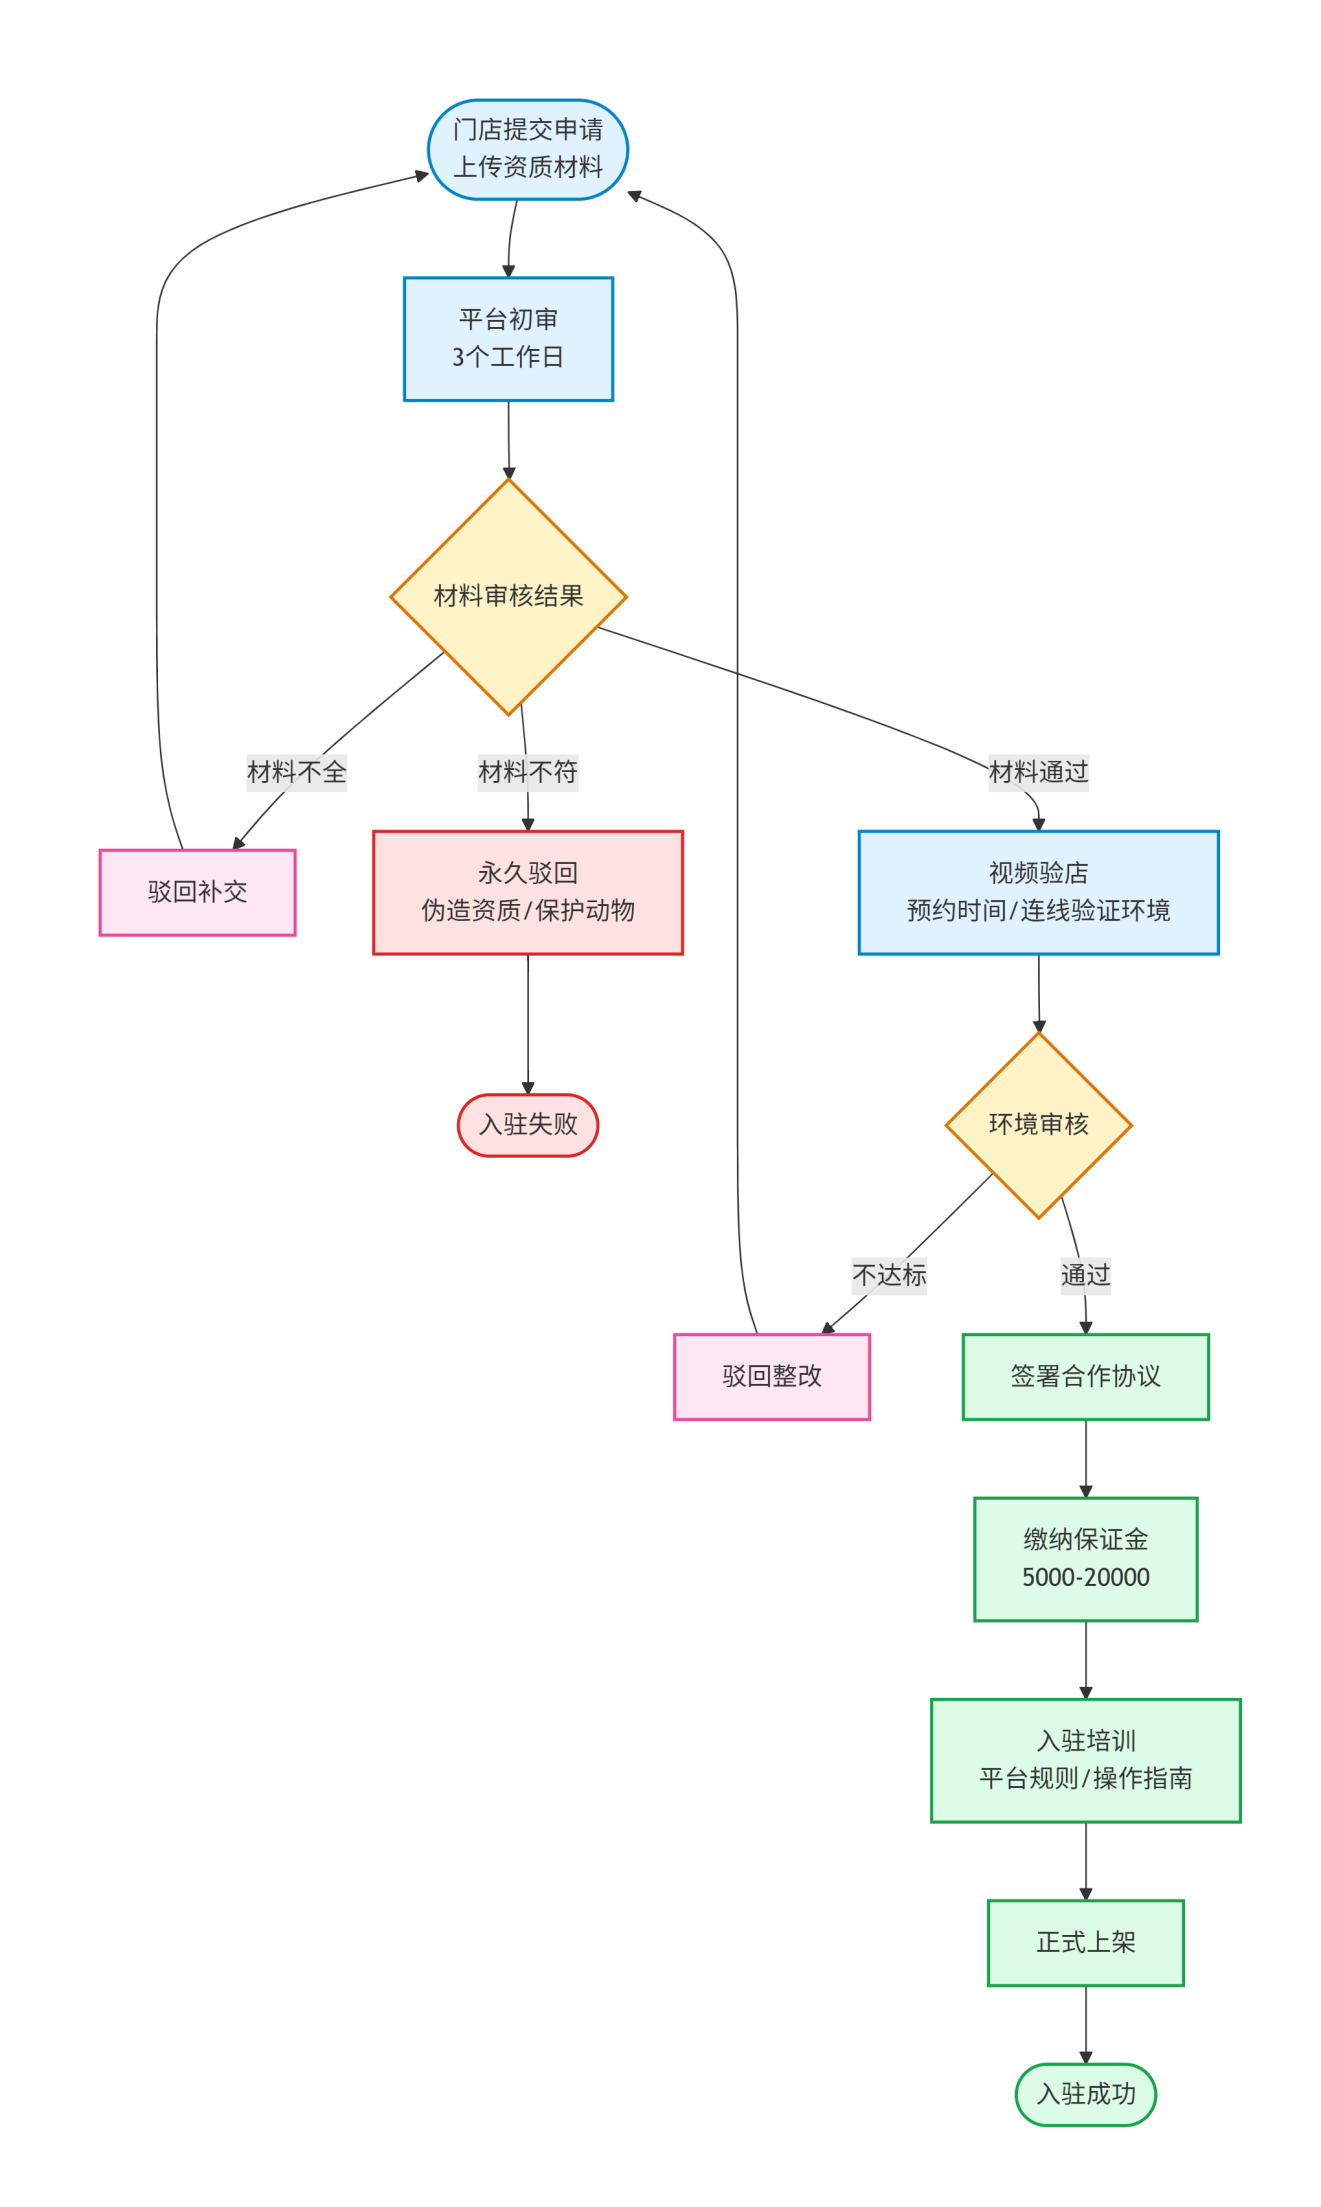 门店提交申请
上传资质材料
平台初审
3个工作日
材料审核结果
材料不全
材料不符
材料通过
驳回补交
永久驳回
伪造资质/保护动物
视频验店
预约时间/连线验证环境
入驻失败
环境审核
不达标
通过
驳回整改
签署合作协议
缴纳保证金
5000-20000
入驻培训
平台规则/操作指南
正式上架
入驻成功